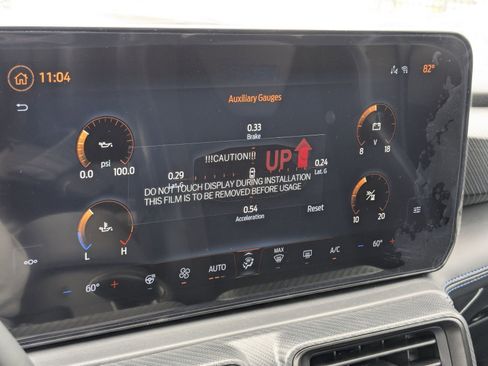 11:04
82°
Auxiliary Gauges
0.33
Brake
psi
0.0 100.0
!!!CAUTION!!!
UP
V
8 18
0.29
Lat. G
0.24
Lat. G
DO NOT TOUCH DISPLAY DURING INSTALLATION
THIS FILM IS TO BE REMOVED BEFORE USAGE
0.54
Acceleration
Reset
L H
10 20
- 60° +
AUTO
MAX
A/C
- 60° +